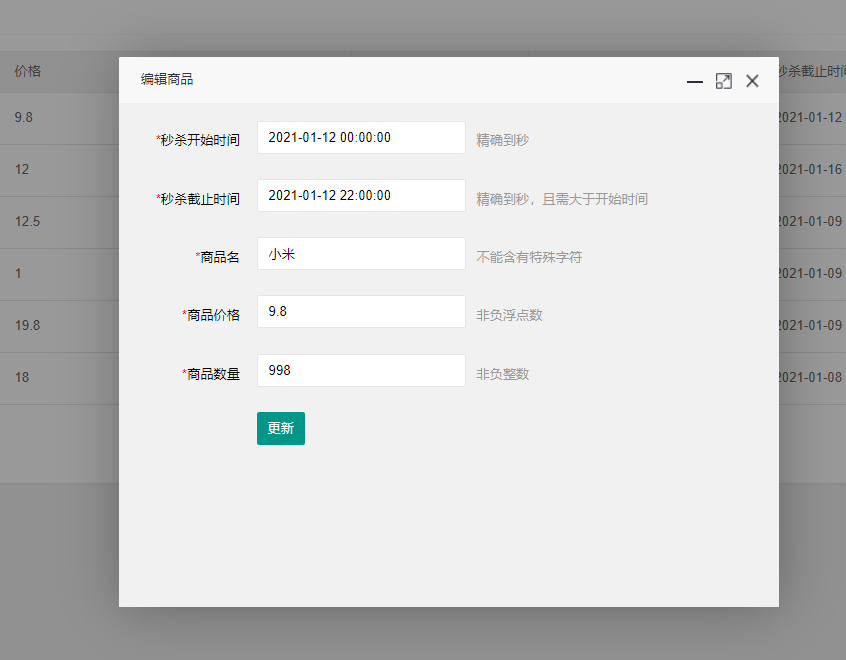 编辑商品
*秒杀开始时间 2021-01-12 00:00:00 精确到秒
*秒杀截止时间 2021-01-12 22:00:00 精确到秒，且需大于开始时间
*商品名 小米 不能含有特殊字符
*商品价格 9.8 非负浮点数
*商品数量 998 非负整数
更新
价格 秒杀截止时间
9.8 2021-01-12
12 2021-01-16
12.5 2021-01-09
1 2021-01-09
19.8 2021-01-09
18 2021-01-08